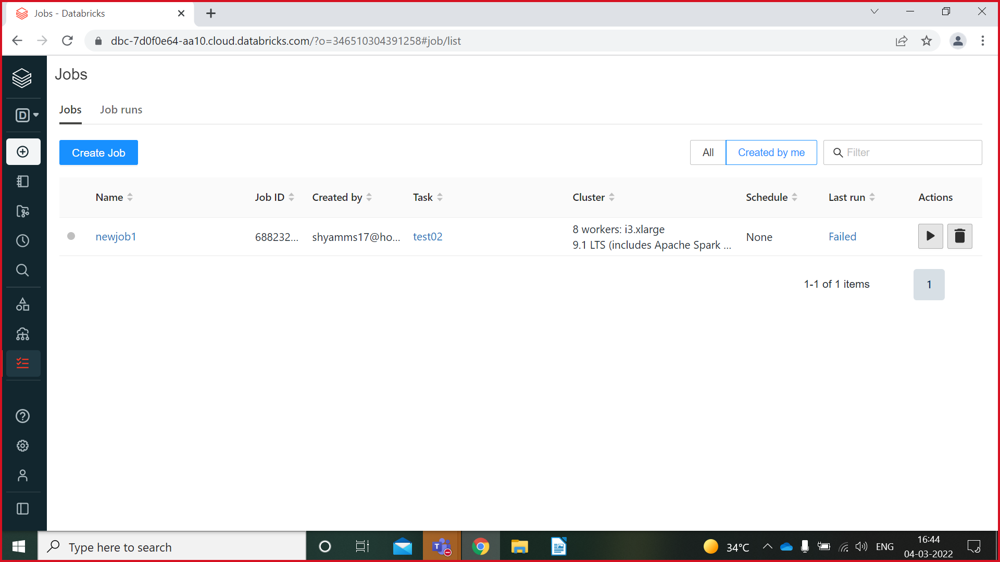 Jobs - Databricks
dbc-7d0f0e64-aa10.cloud.databricks.com/?o=346510304391258#job/list
Jobs
D
Jobs Job runs
Create Job All Created by me Filter
Name Job ID Created by Task Cluster Schedule Last run Actions
newjob1 688232... shyamms17@ho... test02 8 workers: i3.xlarge None Failed
9.1 LTS (includes Apache Spark ...
1-1 of 1 items 1
Type here to search T 34°C ENG 16:44
04-03-2022